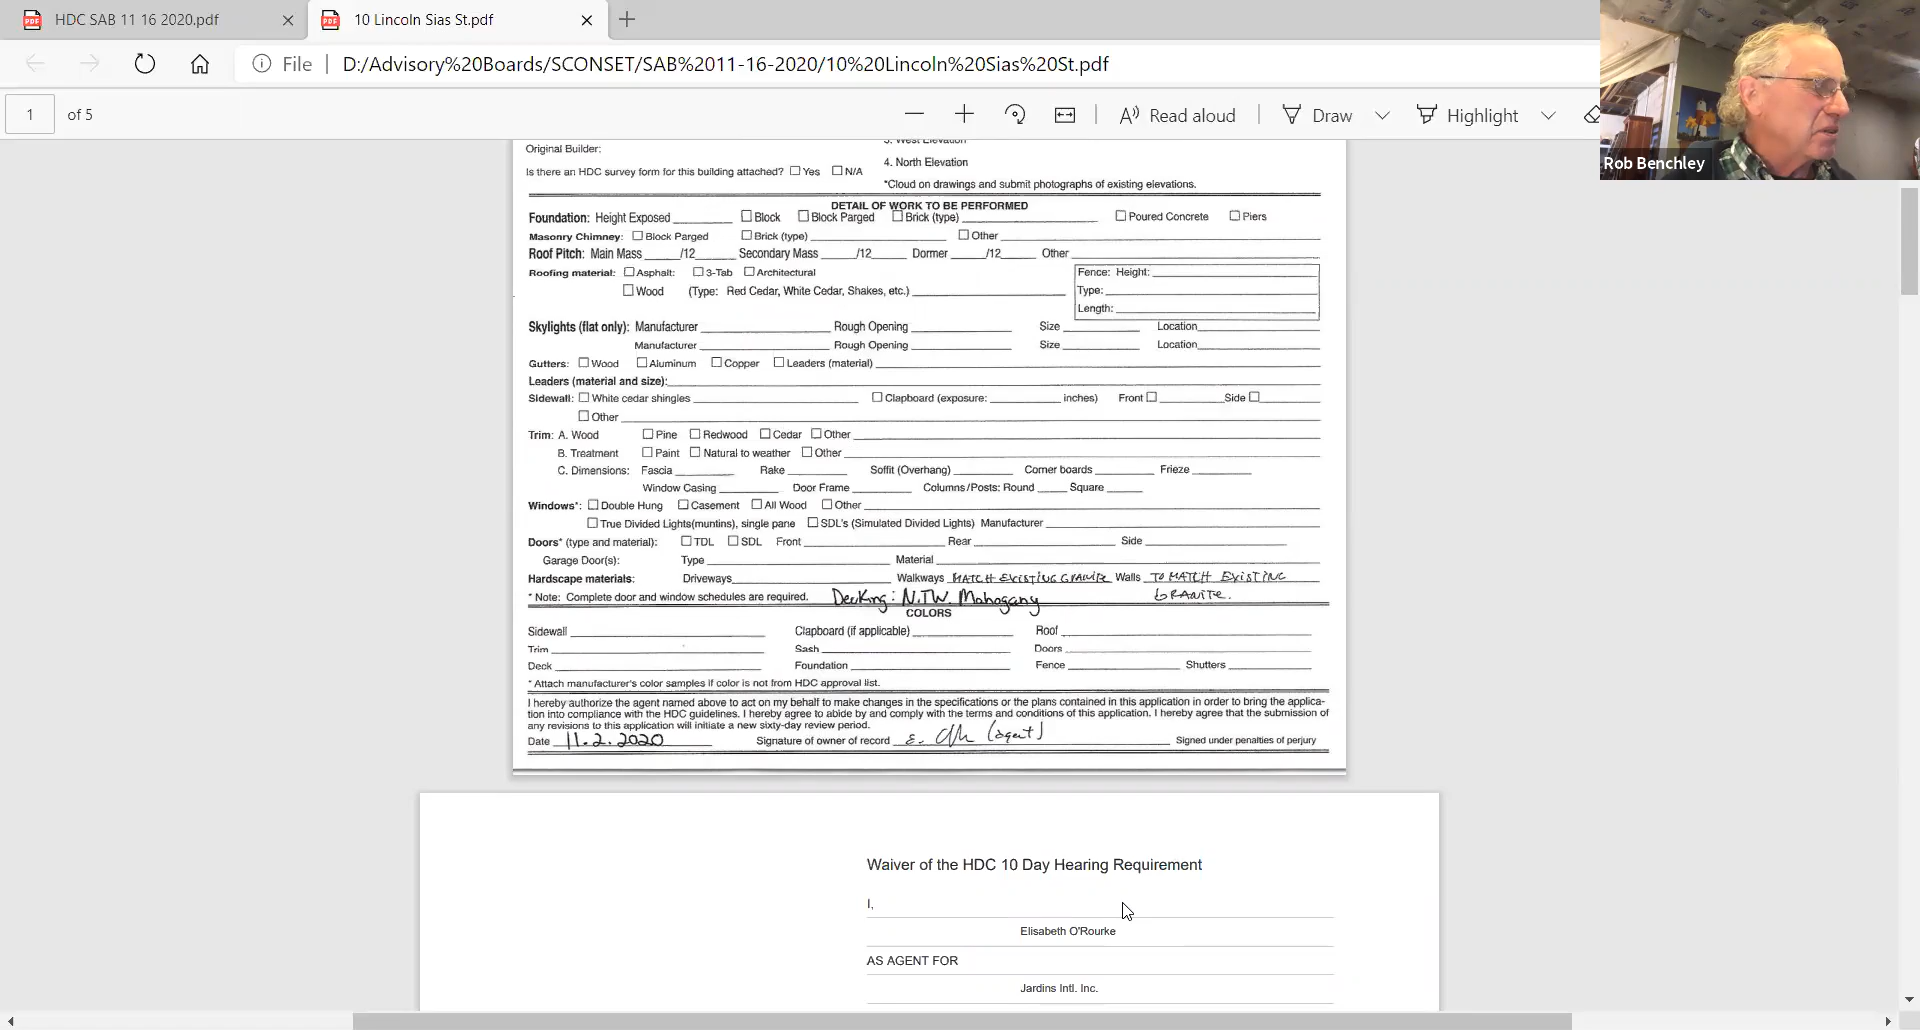 HDC SAB 11 16 2020.pdf
10 Lincoln Sias St.pdf
File
D:/Advisory%20Boards/SCONSET/SAB%2011-16-2020/10%20Lincoln%20Sias%20St.pdf
1 of 5
Read aloud
Draw
Highlight
Rob Benchley
3. West Elevation
Original Builder:
4. North Elevation
Is there an HDC survey form for this building attached? Yes N/A
*Cloud on drawings and submit photographs of existing elevations.
DETAIL OF WORK TO BE PERFORMED
Foundation: Height Exposed Block Block Parged Brick (type) Poured Concrete Piers
Masonry Chimney: Block Parged Brick (type) Other
Roof Pitch: Main Mass /12 Secondary Mass /12 Dormer /12 Other
Roofing material: Asphalt: 3-Tab Architectural
Fence: Height:
Wood (Type: Red Cedar, White Cedar, Shakes, etc.)
Type:
Length:
Skylights (flat only): Manufacturer Rough Opening Size Location
Manufacturer Rough Opening Size Location
Gutters: Wood Aluminum Copper Leaders (material)
Leaders (material and size):
Sidewall: White cedar shingles Clapboard (exposure: inches) Front Side
Other
Trim: A. Wood Pine Redwood Cedar Other
B. Treatment Paint Natural to weather Other
C. Dimensions: Fascia Rake Soffit (Overhang) Corner boards Frieze
Window Casing Door Frame Columns/Posts: Round Square
Windows*: Double Hung Casement All Wood Other
True Divided Lights(muntins), single pane SDL's (Simulated Divided Lights) Manufacturer
Doors* (type and material): TDL SDL Front Rear Side
Garage Door(s): Type Material
Hardscape materials: Driveways Walkways MATCH EXISTING GRANITE Walls TO MATCH EXISTING
* Note: Complete door and window schedules are required. Decking: N.T.W. Mahogany GRANITE.
COLORS
Sidewall Clapboard (if applicable) Roof
Trim Sash Doors
Deck Foundation Fence Shutters
* Attach manufacturer's color samples if color is not from HDC approval list.
I hereby authorize the agent named above to act on my behalf to make changes in the specifications or the plans contained in this application in order to bring the applica-
tion into compliance with the HDC guidelines. I hereby agree to abide by and comply with the terms and conditions of this application. I hereby agree that the submission of
any revisions to this application will initiate a new sixty-day review period.
Date 11.2.2020 Signature of owner of record (agent) Signed under penalties of perjury
Waiver of the HDC 10 Day Hearing Requirement
I,
Elisabeth O'Rourke
AS AGENT FOR
Jardins Intl. Inc.